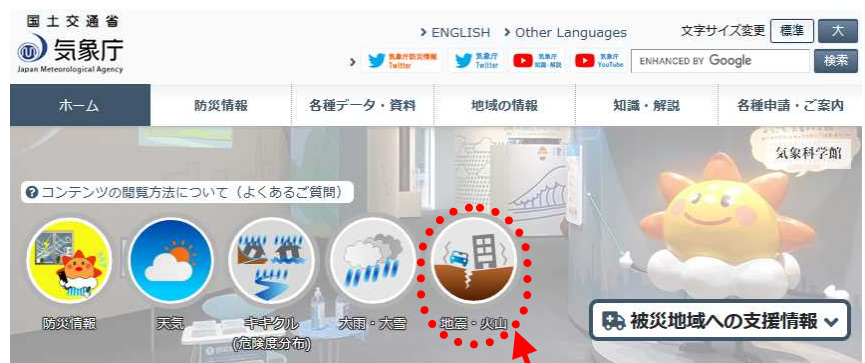 国土交通省
気象庁
Japan Meteorological Agency
ENGLISH Other Languages 文字サイズ変更 標準 大
気象庁防災情報 Twitter 気象庁 Twitter 気象庁 知識・解説 気象庁 YouTube ENHANCED BY Google 検索
ホーム 防災情報 各種データ・資料 地域の情報 知識・解説 各種申請・ご案内
気象科学館
コンテンツの閲覧方法について（よくあるご質問）
防災情報 天気 キキクル (危険度分布) 大雨・大雪 地震・火山
被災地域への支援情報